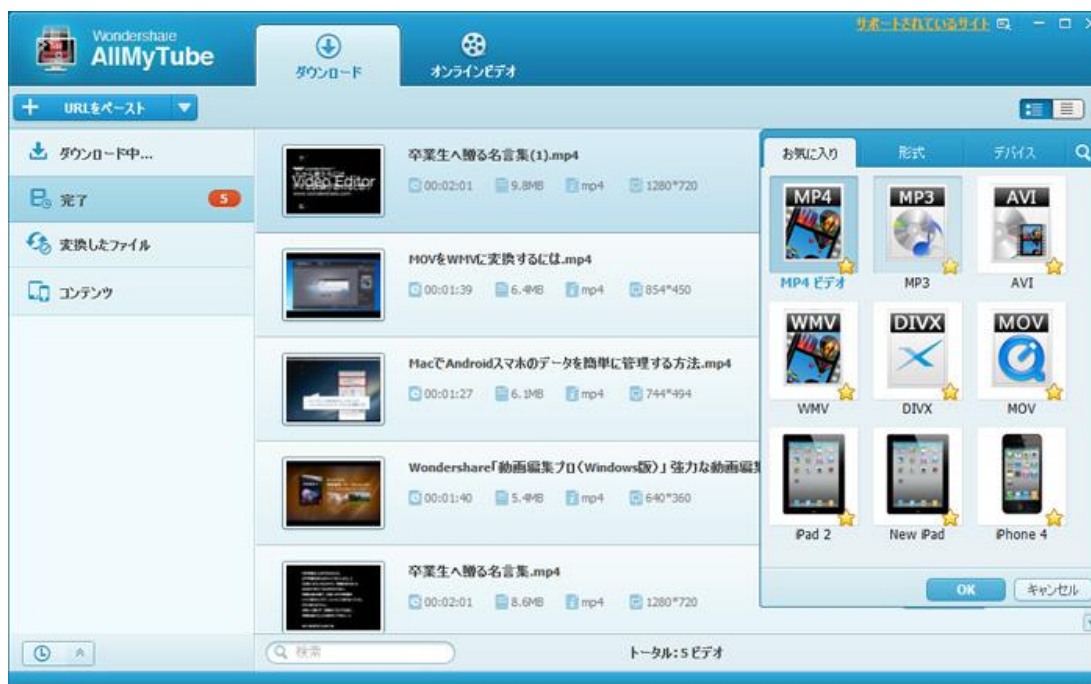 Wondershare
AllMyTube
ダウンロード
オンラインビデオ
サポートされているサイト
URLをペースト
ダウンロード中...
完了
5
変換したファイル
コンテンツ
卒業生へ贈る名言集(1).mp4
00:02:01 9.8MB mp4 1280*720
Video Editor
MOVをWMVに変換するには.mp4
00:01:39 6.4MB mp4 854*450
MacでAndroidスマホのデータを簡単に管理する方法.mp4
00:01:27 6.1MB mp4 744*494
Wondershare「動画編集プロ(Windows版)」強力な動画編集
00:01:40 5.4MB mp4 640*360
卒業生へ贈る名言集.mp4
00:02:01 8.6MB mp4 1280*720
お気に入り 形式 デバイス
MP4 MP3 AVI
MP4 ビデオ MP3 AVI
WMV DIVX MOV
WMV DIVX MOV
iPad 2 New iPad iPhone 4
OK キャンセル
検索
トータル:5 ビデオ